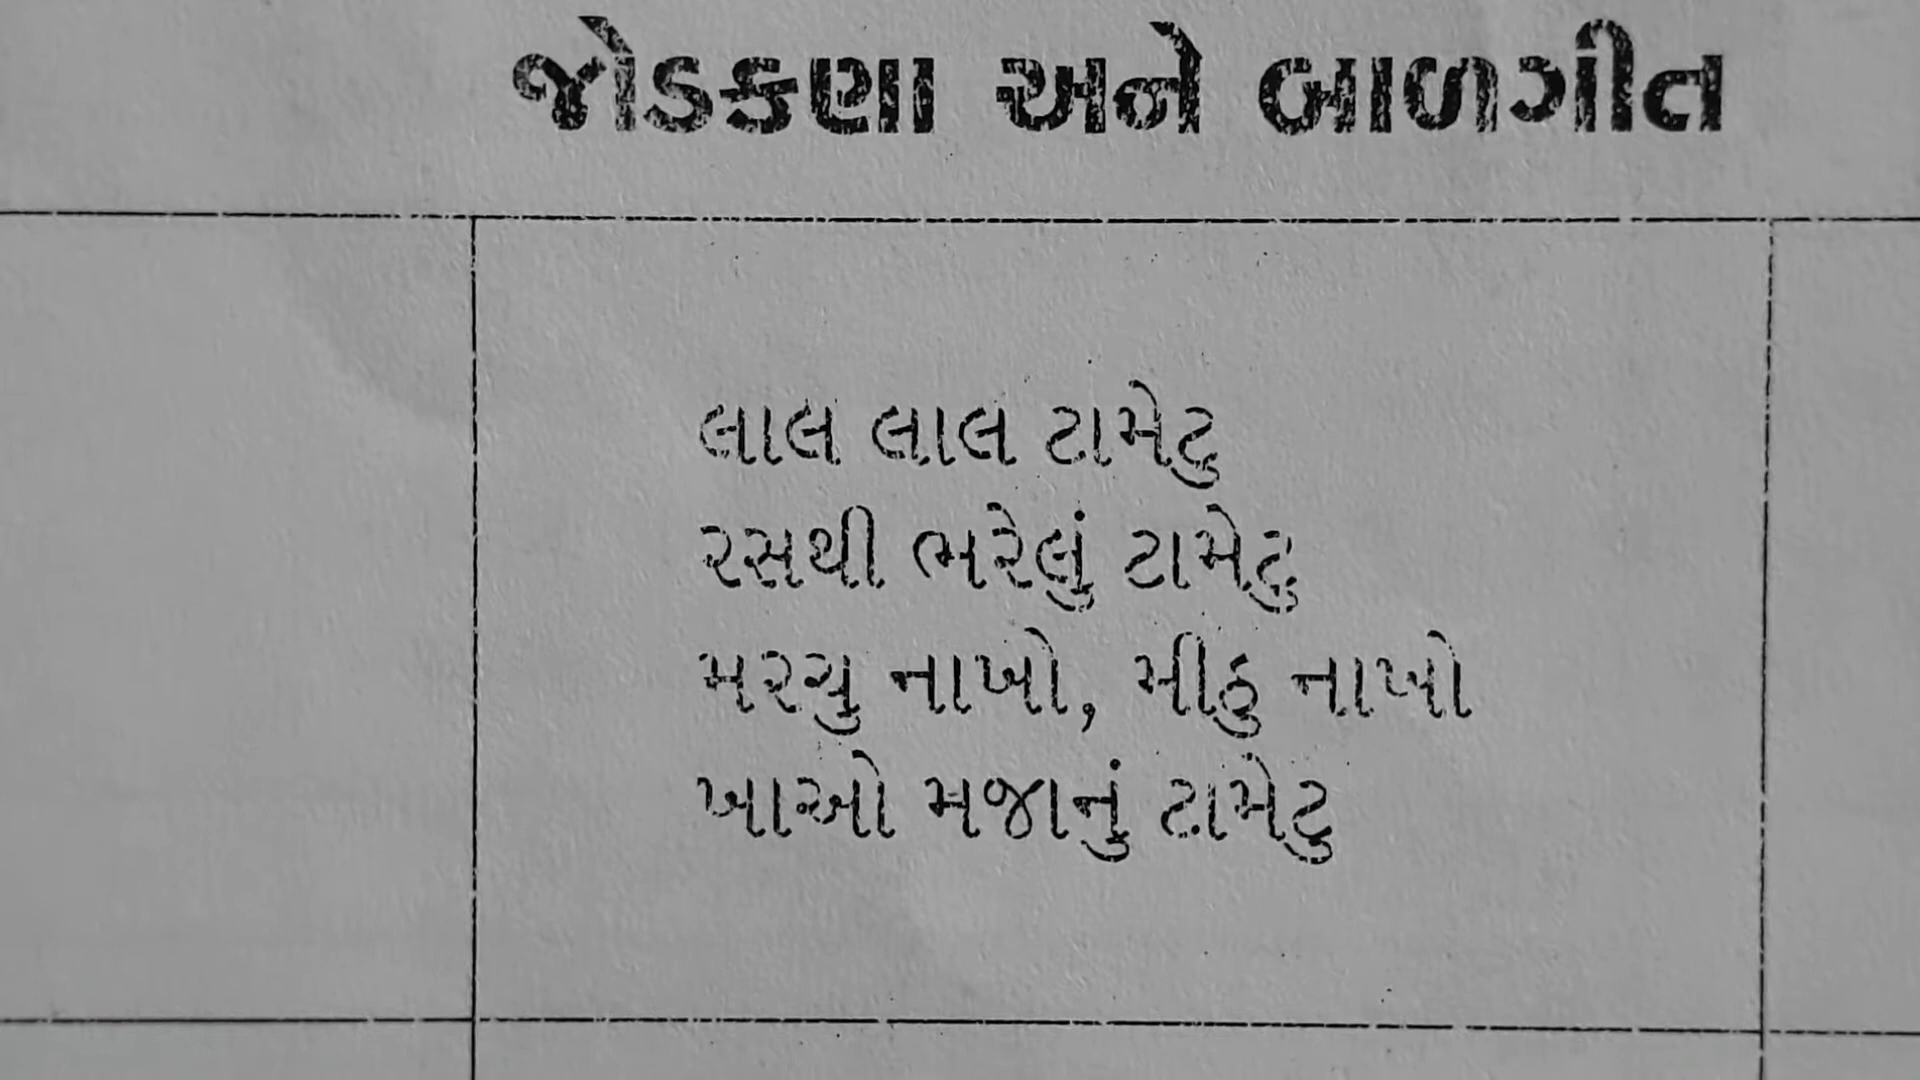 જોડકણા અને બાળગીત
લાલ લાલ ટામેટુ
રસથી ભરેલું ટામેટુ
મરચુ નાખો, મીઠુ નાખો
ખાઓ મજાનું ટામેટુ